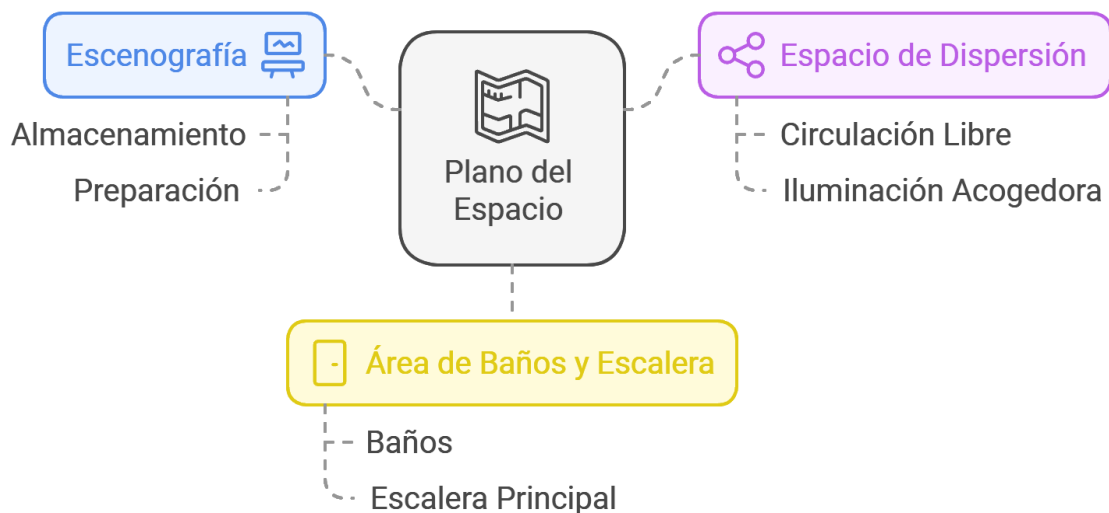 Escenografía
Almacenamiento
Preparación
Plano del
Espacio
Espacio de Dispersión
Circulación Libre
Iluminación Acogedora
Área de Baños y Escalera
Baños
Escalera Principal